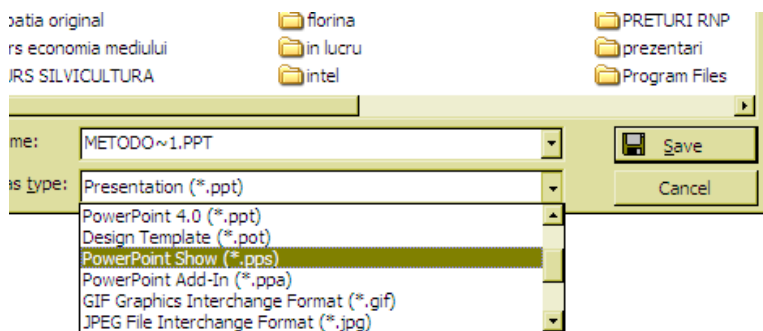 oatia original florina PRETURI RNP
rs economia mediului in lucru prezentari
JRS SILVICULTURA intel Program Files
me: METODO~1.PPT Save
as type: Presentation (*.ppt) Cancel
PowerPoint 4.0 (*.ppt)
Design Template (*.pot)
PowerPoint Show (*.pps)
PowerPoint Add-In (*.ppa)
GIF Graphics Interchange Format (*.gif)
JPEG File Interchange Format (*.jpg)